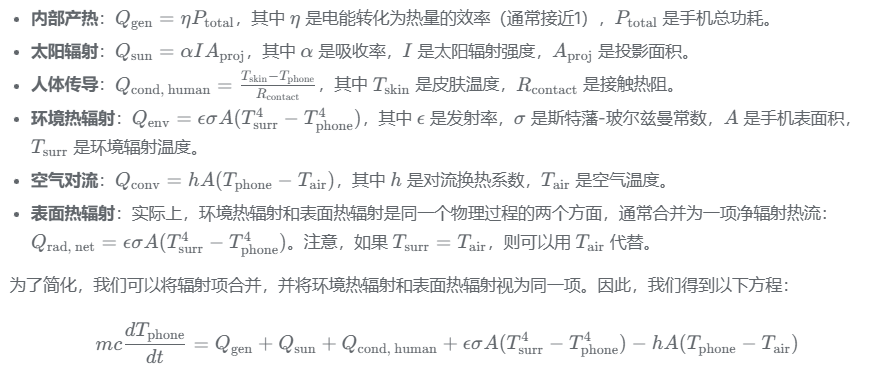 • 内部产热：$Q_{\text{gen}} = \eta P_{\text{total}}$，其中 $\eta$ 是电能转化为热量的效率（通常接近1），$P_{\text{total}}$ 是手机总功耗。
• 太阳辐射：$Q_{\text{sun}} = \alpha I A_{\text{proj}}$，其中 $\alpha$ 是吸收率，$I$ 是太阳辐射强度，$A_{\text{proj}}$ 是投影面积。
• 人体传导：$Q_{\text{cond, human}} = \frac{T_{\text{skin}} - T_{\text{phone}}}{R_{\text{contact}}}$，其中 $T_{\text{skin}}$ 是皮肤温度，$R_{\text{contact}}$ 是接触热阻。
• 环境热辐射：$Q_{\text{env}} = \epsilon \sigma A (T_{\text{surr}}^4 - T_{\text{phone}}^4)$，其中 $\epsilon$ 是发射率，$\sigma$ 是斯特藩-玻尔兹曼常数，$A$ 是手机表面积，
$T_{\text{surr}}$ 是环境辐射温度。
• 空气对流：$Q_{\text{conv}} = hA(T_{\text{phone}} - T_{\text{air}})$，其中 $h$ 是对流换热系数，$T_{\text{air}}$ 是空气温度。
• 表面热辐射：实际上，环境热辐射和表面热辐射是同一个物理过程的两个方面，通常合并为一项净辐射热流：
$Q_{\text{rad, net}} = \epsilon \sigma A (T_{\text{surr}}^4 - T_{\text{phone}}^4)$。注意，如果 $T_{\text{surr}} = T_{\text{air}}$，则可以用 $T_{\text{air}}$ 代替。
为了简化，我们可以将辐射项合并，并将环境热辐射和表面热辐射视为同一项。因此，我们得到以下方程：
$mc \frac{dT_{\text{phone}}}{dt} = Q_{\text{gen}} + Q_{\text{sun}} + Q_{\text{cond, human}} + \epsilon \sigma A (T_{\text{surr}}^4 - T_{\text{phone}}^4) - hA(T_{\text{phone}} - T_{\text{air}})$